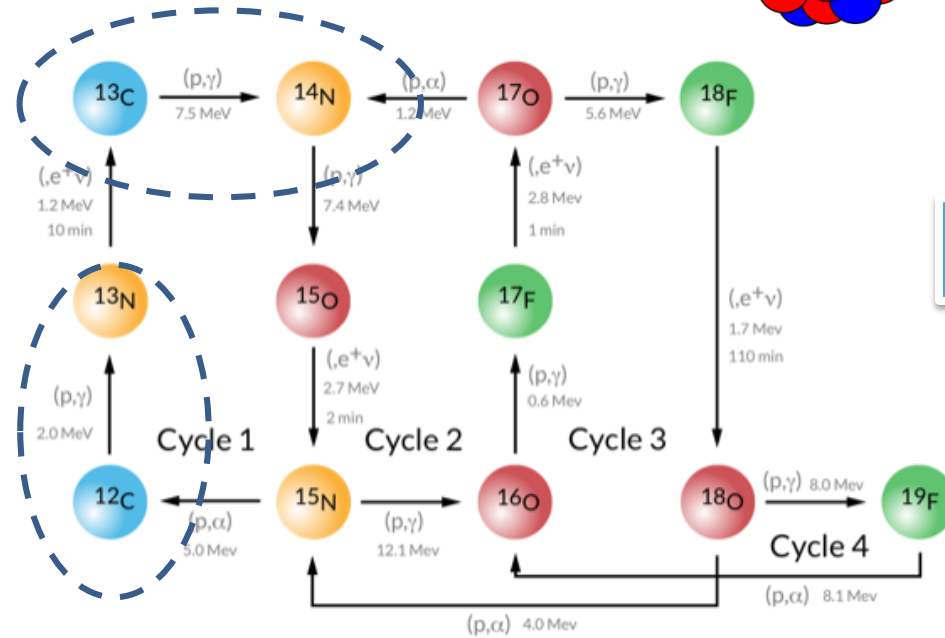 13C
(p,γ)
7.5 MeV
14N
(p,α)
1.2 MeV
17O
(p,γ)
5.6 MeV
18F
(,e+ν)
1.2 MeV
10 min
(p,γ)
7.4 MeV
(,e+ν)
2.8 Mev
1 min
13N
15O
17F
(,e+ν)
1.7 Mev
110 min
(p,γ)
2.0 MeV
(,e+ν)
2.7 MeV
2 min
(p,γ)
0.6 Mev
Cycle 1
Cycle 2
Cycle 3
12C
(p,α)
5.0 Mev
15N
(p,γ)
12.1 Mev
16O
18O
(p,γ) 8.0 Mev
19F
Cycle 4
(p,α) 8.1 Mev
(p,α) 4.0 Mev